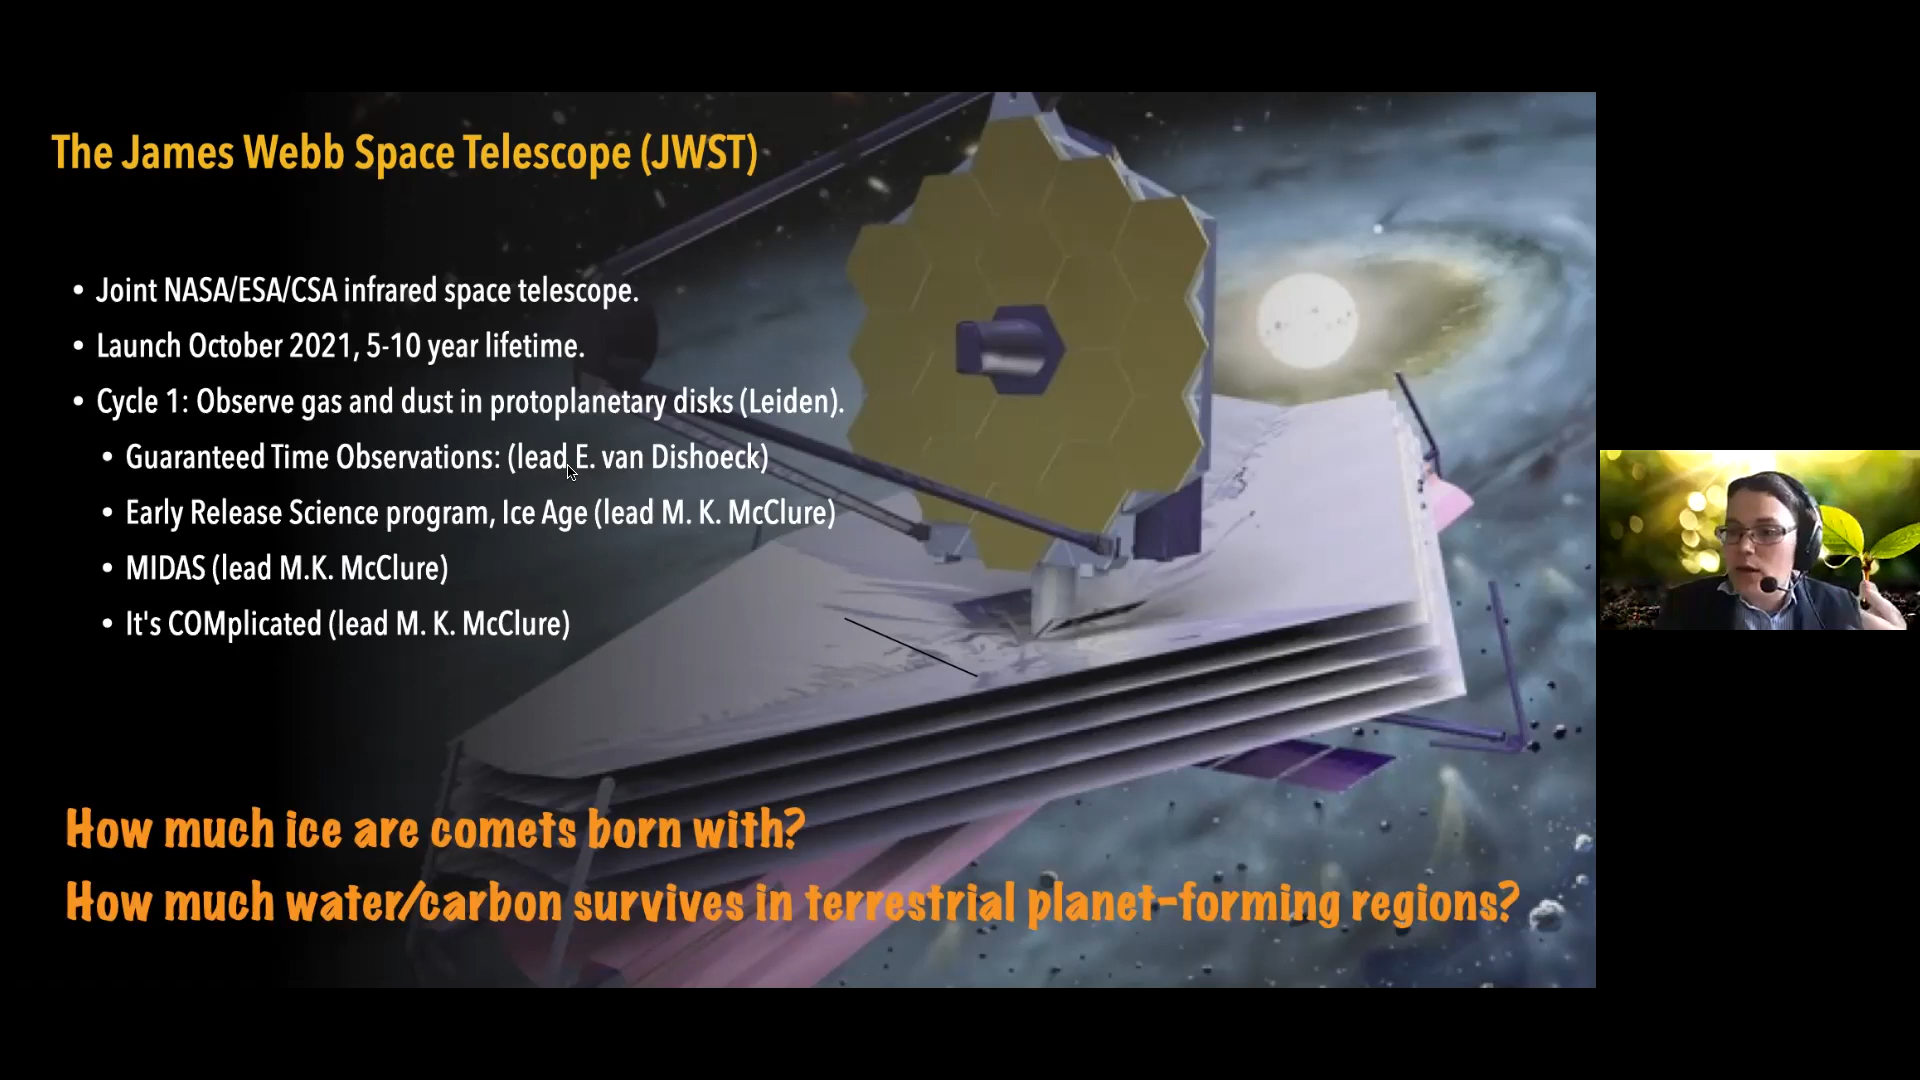 The James Webb Space Telescope (JWST)
• Joint NASA/ESA/CSA infrared space telescope.
• Launch October 2021, 5-10 year lifetime.
• Cycle 1: Observe gas and dust in protoplanetary disks (Leiden).
• Guaranteed Time Observations: (lead E. van Dishoeck)
• Early Release Science program, Ice Age (lead M. K. McClure)
• MIDAS (lead M.K. McClure)
• It's COMplicated (lead M. K. McClure)
How much ice are comets born with?
How much water/carbon survives in terrestrial planet-forming regions?